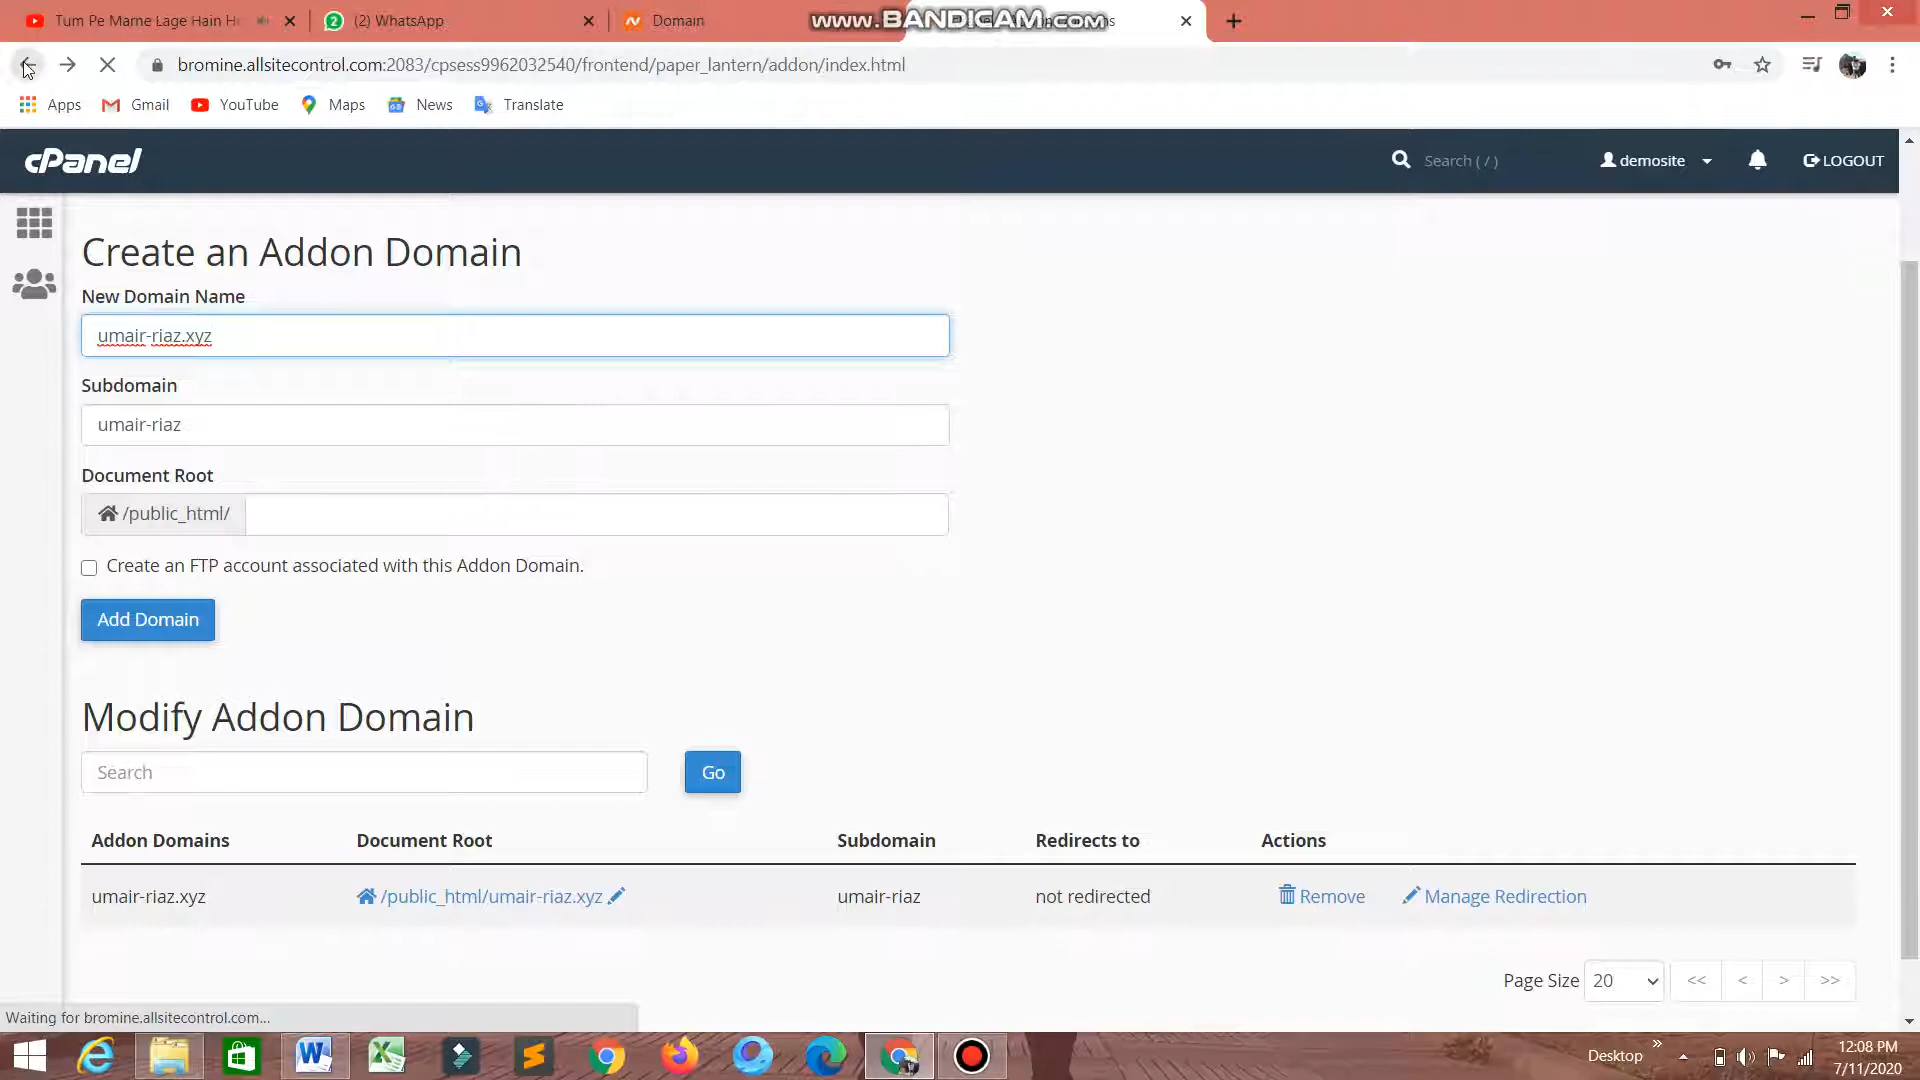 Tum Pe Marne Lage Hain H
(2) WhatsApp
Domain
www.BANDICAM.com
bromine.allsitecontrol.com:2083/cpsess9962032540/frontend/paper_lantern/addon/index.html
Apps
Gmail
YouTube
Maps
News
Translate
cPanel
Search ( / )
demosite
LOGOUT
Create an Addon Domain
New Domain Name
umair-riaz.xyz
Subdomain
umair-riaz
Document Root
/public_html/
Create an FTP account associated with this Addon Domain.
Add Domain
Modify Addon Domain
Search
Go
Addon Domains Document Root Subdomain Redirects to Actions
umair-riaz.xyz /public_html/umair-riaz.xyz umair-riaz not redirected Remove Manage Redirection
Page Size 20 << < > >>
Waiting for bromine.allsitecontrol.com...
Desktop
12:08 PM
7/11/2020